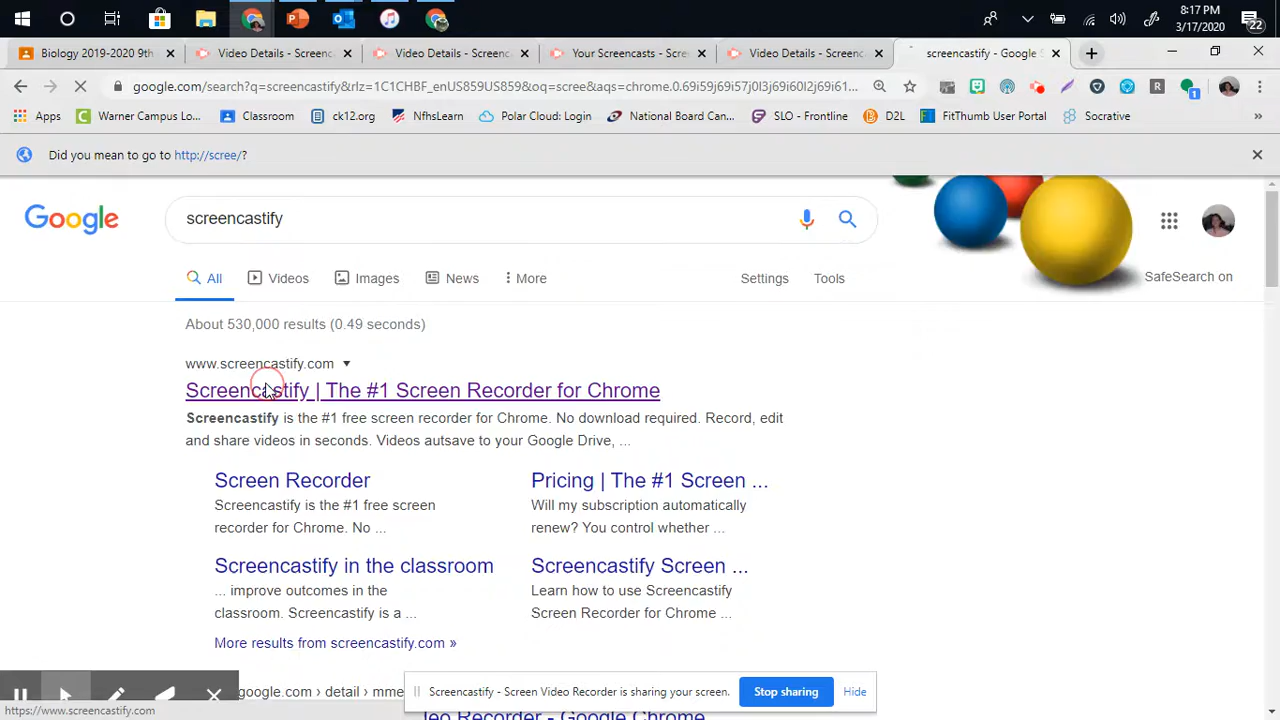 8:17 PM
3/17/2020
22
Biology 2019-2020 9th
Video Details - Screenc
Video Details - Screenc
Your Screencasts - Scre
Video Details - Screenc
screencastify - Google S
google.com/search?q=screencastify&rlz=1C1GHBF_enUS859US859&oq=scree&aqs=chrome.0.69i59j69i57j0l3j69i60l2j69i61...
Apps
Warner Campus Lo...
Classroom
ck12.org
NfhsLearn
Polar Cloud: Login
National Board Can...
SLO - Frontline
D2L
FitThumb User Portal
Socrative
»
Did you mean to go to http://scree/?
Google
screencastify
All
Videos
Images
News
More
Settings
Tools
SafeSearch on
About 530,000 results (0.49 seconds)
www.screencastify.com
Screencastify | The #1 Screen Recorder for Chrome
Screencastify is the #1 free screen recorder for Chrome. No download required. Record, edit
and share videos in seconds. Videos autsave to your Google Drive, ...
Screen Recorder
Screencastify is the #1 free screen
recorder for Chrome. No ...
Pricing | The #1 Screen ...
Will my subscription automatically
renew? You control whether ...
Screencastify in the classroom
... improve outcomes in the
classroom. Screencastify is a ...
Screencastify Screen ...
Learn how to use Screencastify
Screen Recorder for Chrome ...
More results from screencastify.com »
google.com › detail › mme
Screencastify - Screen Video Recorder is sharing your screen.
Stop sharing
Hide
https://www.screencastify.com
Recorder - Google Chrome